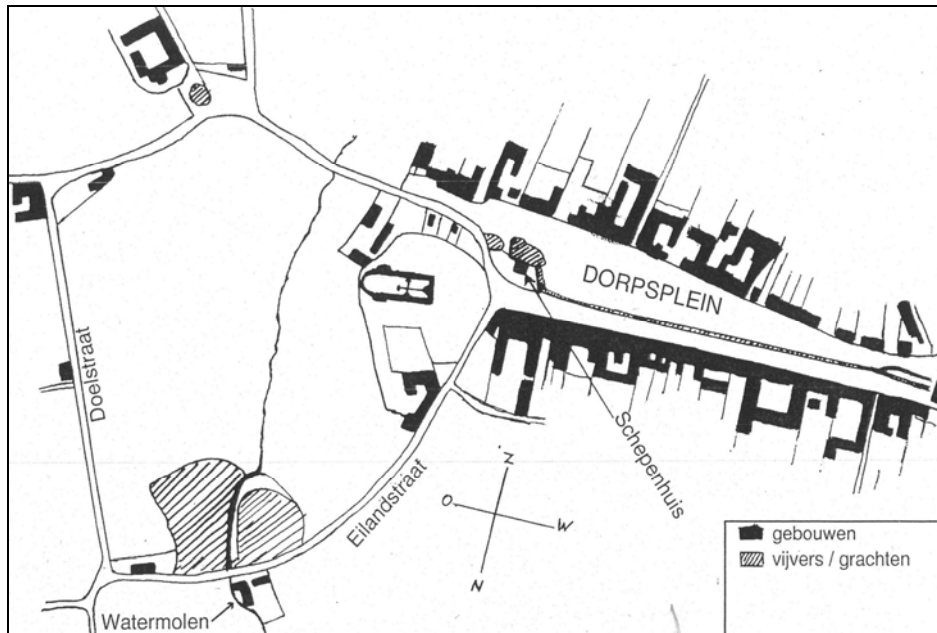 DORPSPLEIN
Doelstraat
Schepenhuis
Eilandstraat
Z
O
W
N
gebouwen
vijvers / grachten
Watermolen